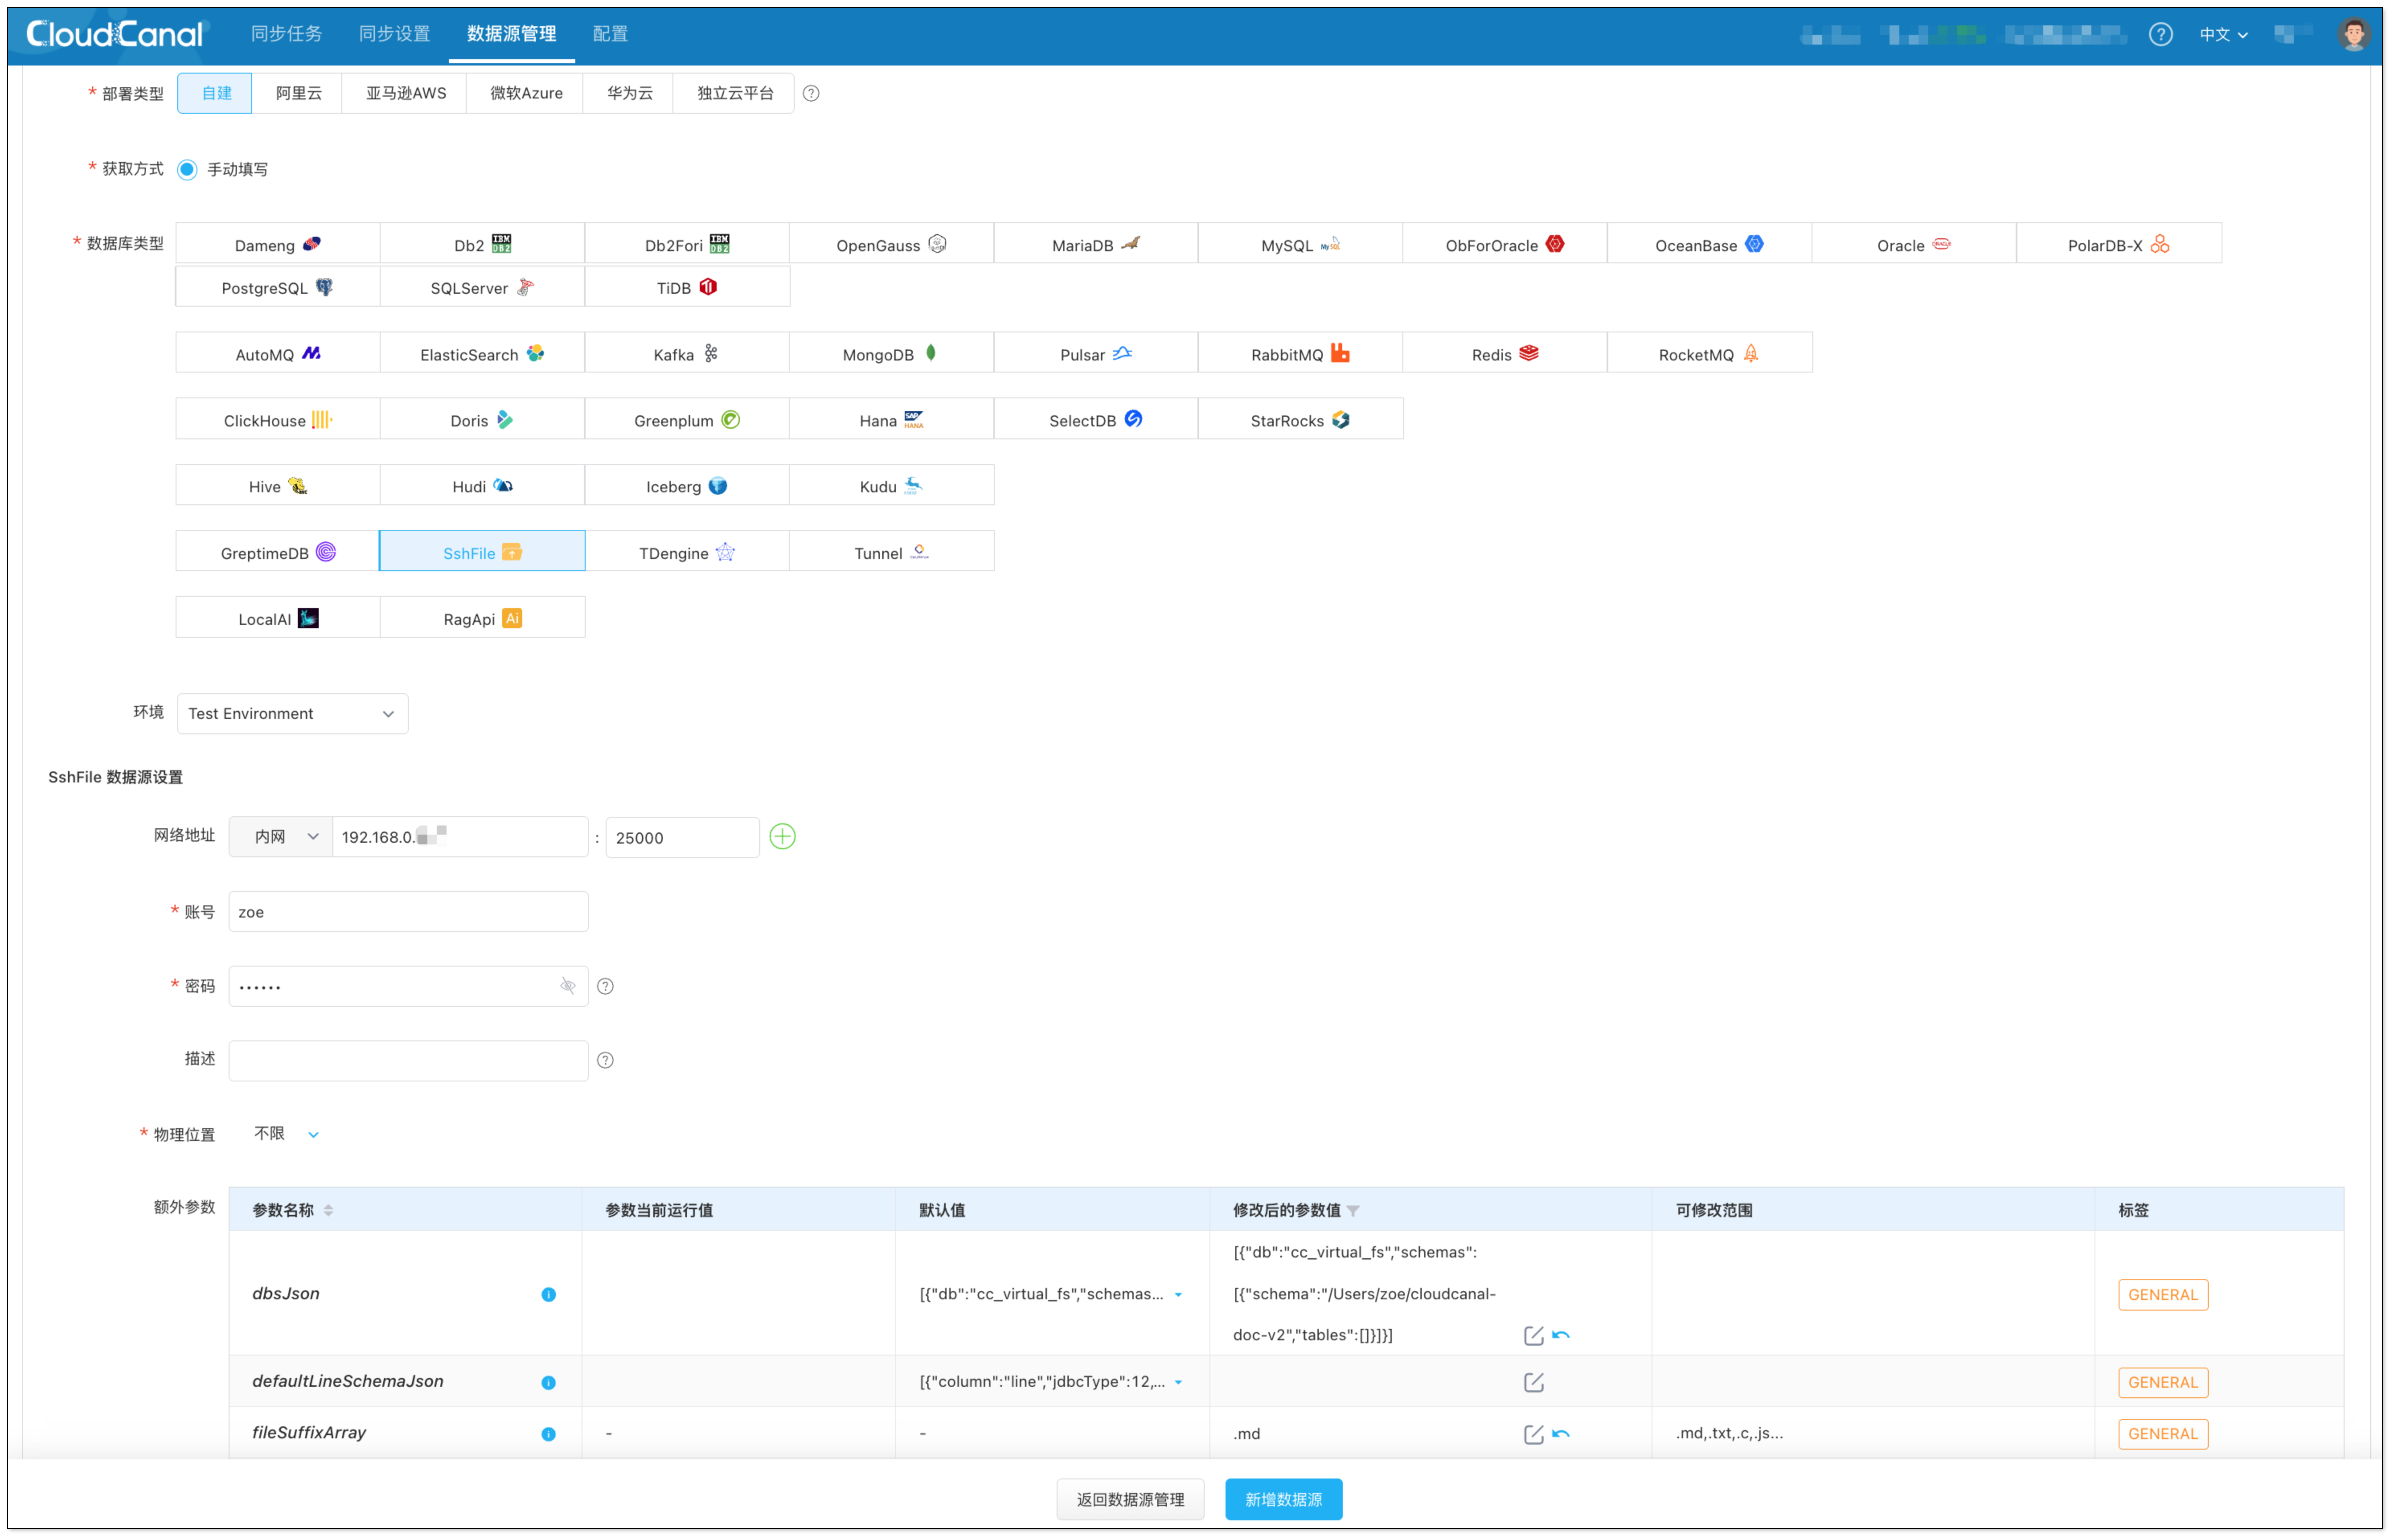 CloudCanal 同步任务 同步设置 数据源管理 配置 ? 中文
* 部署类型 自建 阿里云 亚马逊AWS 微软Azure 华为云 独立云平台 ?
* 获取方式 手动填写
* 数据库类型 Dameng Db2 IBM DB2 Db2Fori IBM DB2 OpenGauss MariaDB MySQL MySQL ObForOracle OceanBase Oracle ORACLE PolarDB-X
PostgreSQL SQLServer TiDB
AutoMQ ElasticSearch Kafka MongoDB Pulsar RabbitMQ Redis RocketMQ
ClickHouse Doris Greenplum Hana SAP HANA SelectDB StarRocks
Hive Hudi Iceberg Kudu
GreptimeDB SshFile TDengine Tunnel
LocalAI RagApi Ai
环境 Test Environment
SshFile 数据源设置
网络地址 内网 192.168.0. : 25000
* 账号 zoe
* 密码 •••••• ?
描述 ?
* 物理位置 不限
额外参数 参数名称 参数当前运行值 默认值 修改后的参数值 可修改范围 标签
dbsJson [{"db":"cc_virtual_fs","schemas... [{"db":"cc_virtual_fs","schemas":
[{"schema":"/Users/zoe/cloudcanal-
doc-v2","tables":[]}]}] GENERAL
defaultLineSchemaJson [{"column":"line","jdbcType":12,... GENERAL
fileSuffixArray - - .md .md,.txt,.c,.js... GENERAL
返回数据源管理 新增数据源